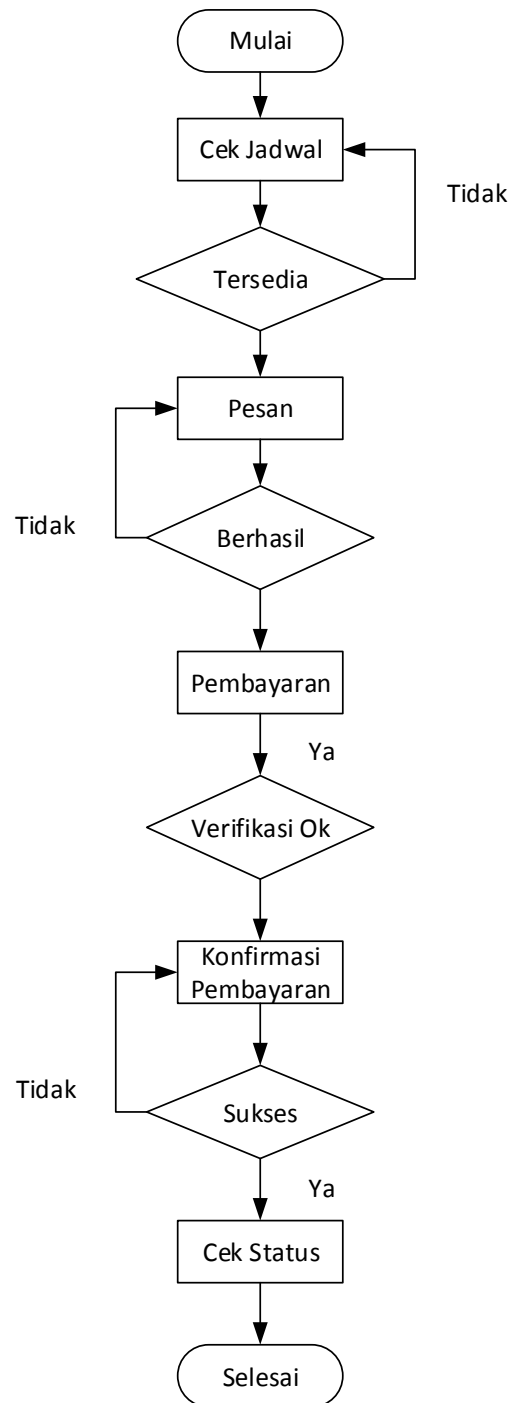 Mulai
Cek Jadwal
Tidak
Tersedia
Pesan
Tidak
Berhasil
Pembayaran
Ya
Verifikasi Ok
Konfirmasi
Pembayaran
Tidak
Sukses
Ya
Cek Status
Selesai